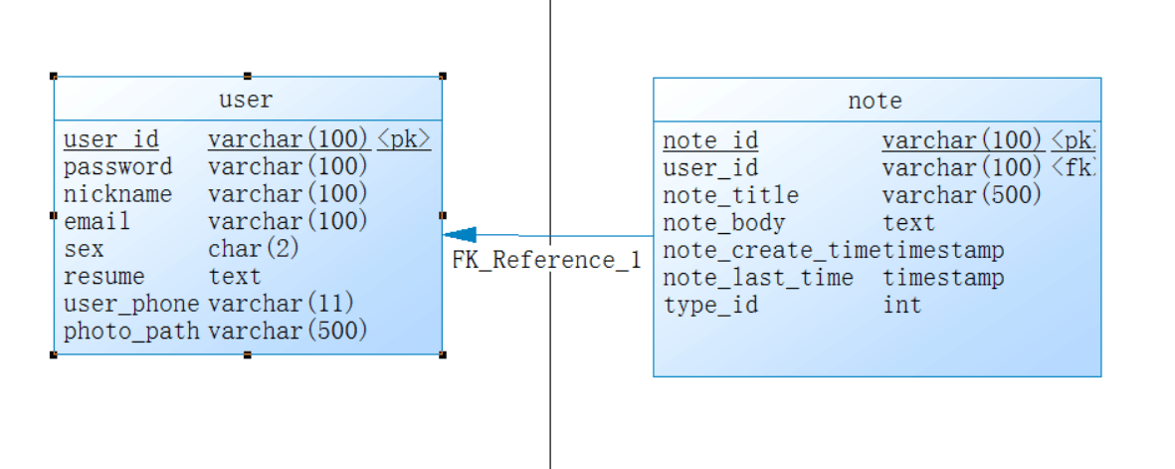 user
user_id varchar(100) <pk>
password varchar(100)
nickname varchar(100)
email varchar(100)
sex char(2)
resume text
user_phone varchar(11)
photo_path varchar(500)
FK_Reference_1
note
note_id varchar(100) <pk>
user_id varchar(100) <fk>
note_title varchar(500)
note_body text
note_create_time timestamp
note_last_time timestamp
type_id int